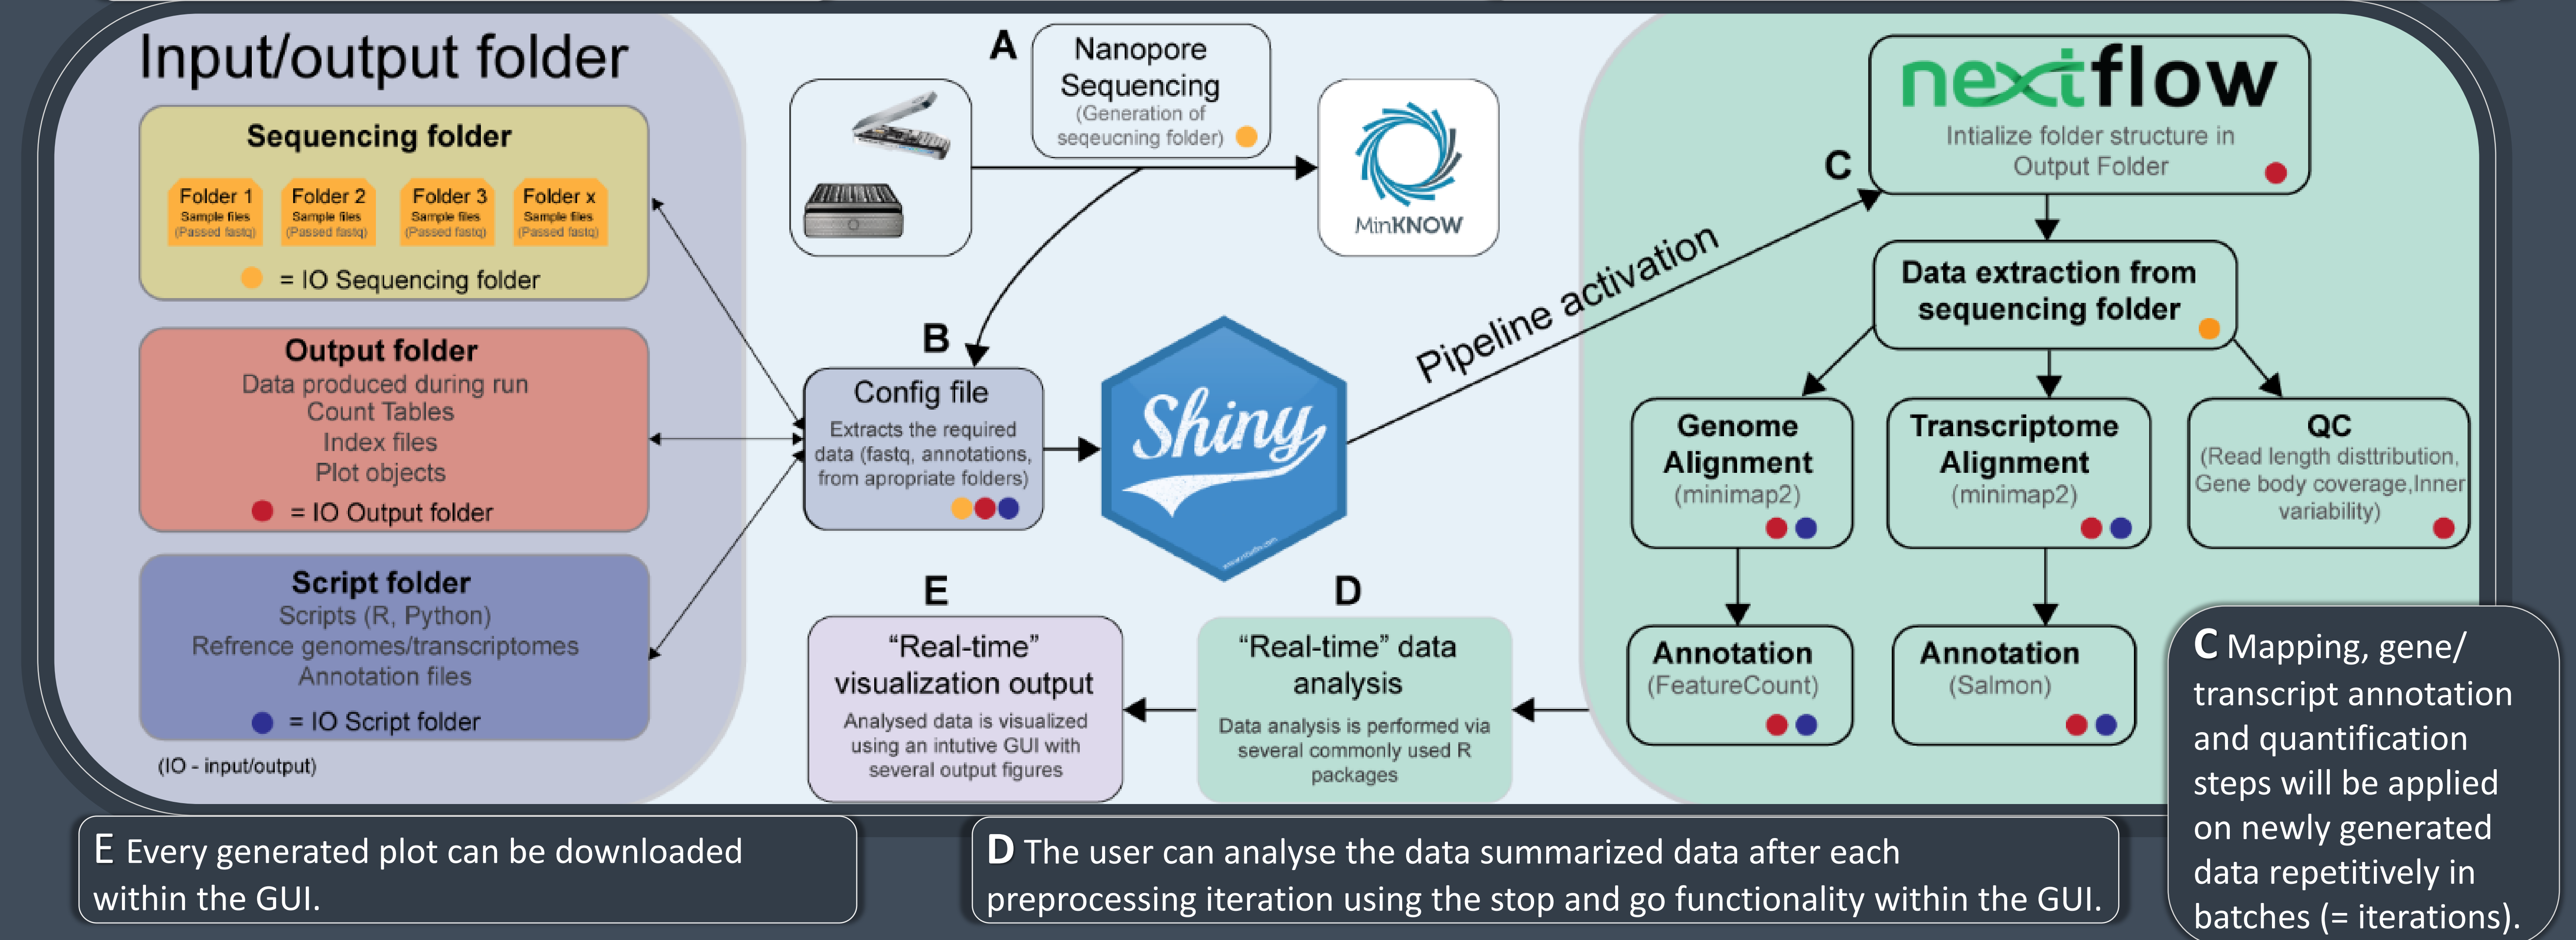 Input/output folder
Sequencing folder
Folder 1
Sample files
(Passed fastq)
Folder 2
Sample files
(Passed fastq)
Folder 3
Sample files
(Passed fastq)
Folder x
Sample files
(Passed fastq)
= IO Sequencing folder
Output folder
Data produced during run
Count Tables
Index files
Plot objects
= IO Output folder
Script folder
Scripts (R, Python)
Refrence genomes/transcriptomes
Annotation files
= IO Script folder
(IO - input/output)
A
Nanopore
Sequencing
(Generation of
seqeucning folder)
MinKNOW
B
Config file
Extracts the required
data (fastq, annotations,
from apropriate folders)
Shiny
Pipeline activation
C
nextflow
Intialize folder structure in
Output Folder
Data extraction from
sequencing folder
Genome
Alignment
(minimap2)
Transcriptome
Alignment
(minimap2)
QC
(Read length disttribution,
Gene body coverage,Inner
variability)
Annotation
(FeatureCount)
Annotation
(Salmon)
D
"Real-time" data
analysis
Data analysis is performed via
several commonly used R
packages
E
"Real-time"
visualization output
Analysed data is visualized
using an intutive GUI with
several output figures
C Mapping, gene/
transcript annotation
and quantification
steps will be applied
on newly generated
data repetitively in
batches (= iterations).
D The user can analyse the data summarized data after each
preprocessing iteration using the stop and go functionality within the GUI.
E Every generated plot can be downloaded
within the GUI.